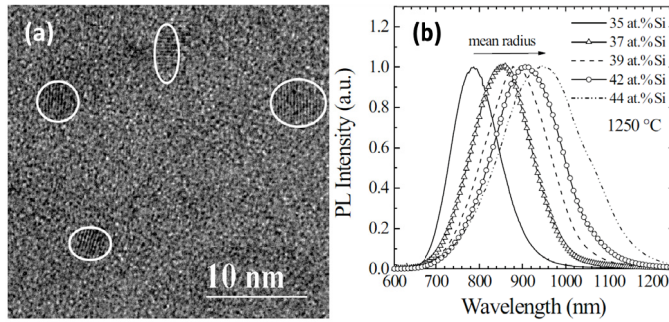 (a)
10 nm
(b)
35 at.%Si
37 at.%Si
39 at.%Si
42 at.%Si
44 at.%Si
mean radius
1250 °C
PL Intensity (a.u.)
1.2
1.0
0.8
0.6
0.4
0.2
0.0
600 700 800 900 1000 1100 1200
Wavelength (nm)